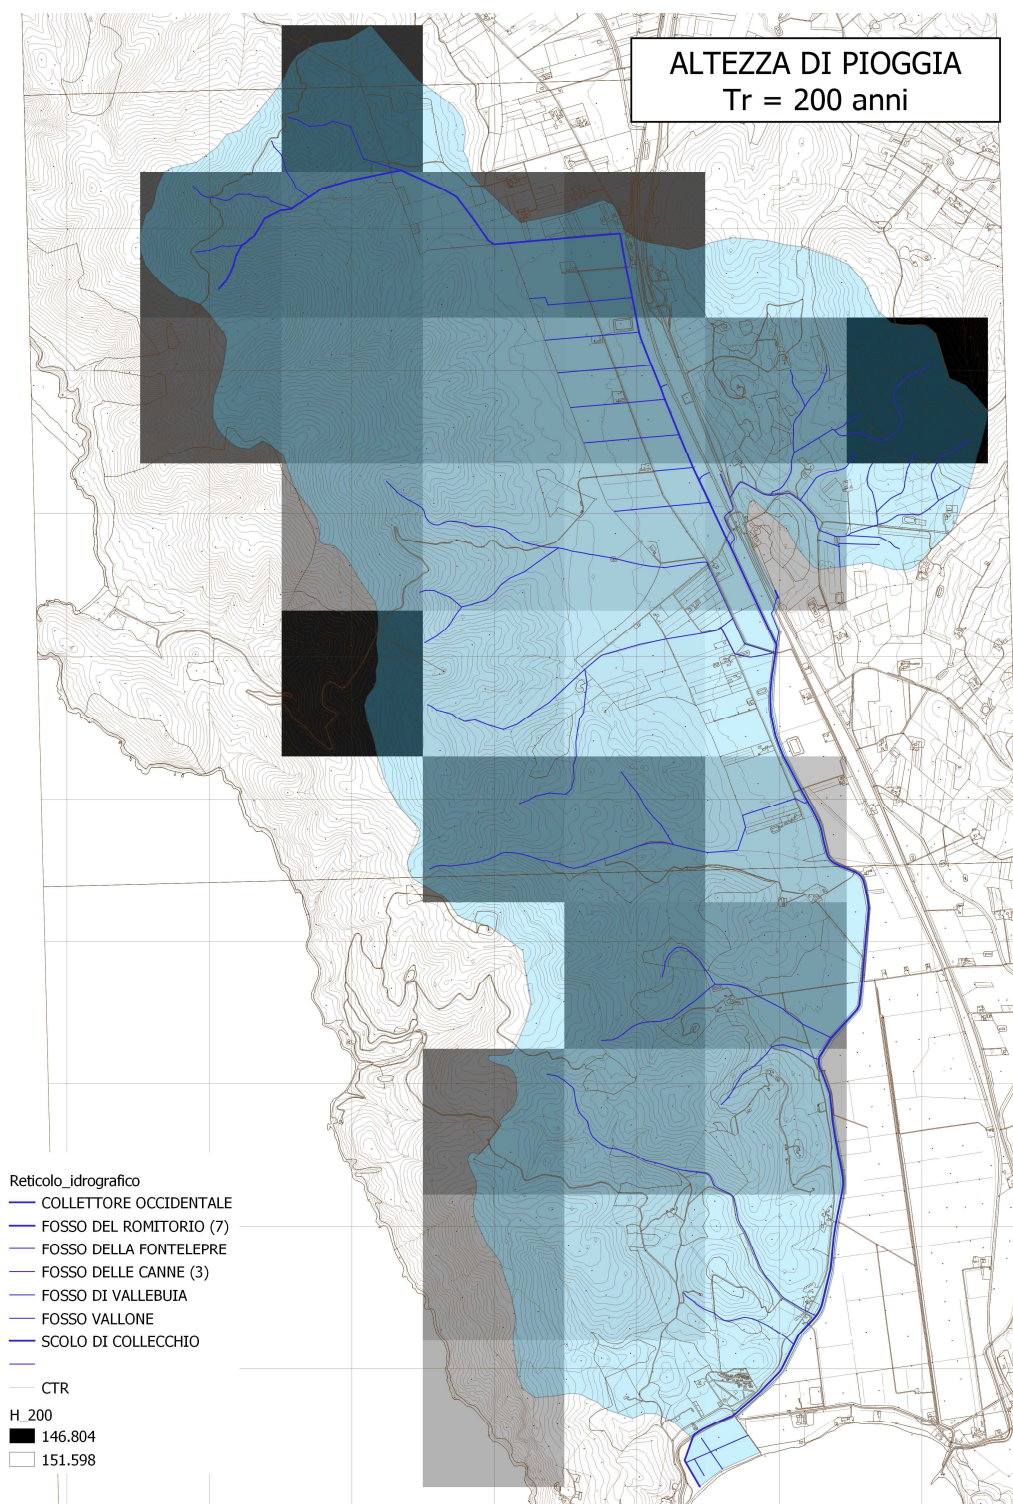 ALTEZZA DI PIOGGIA
Tr = 200 anni
Reticolo_idrografico
COLLETTORE OCCIDENTALE
FOSSO DEL ROMITORIO (7)
FOSSO DELLA FONTELEPRE
FOSSO DELLE CANNE (3)
FOSSO DI VALLEBUIA
FOSSO VALLONE
SCOLO DI COLLECCHIO
CTR
H_200
146.804
151.598